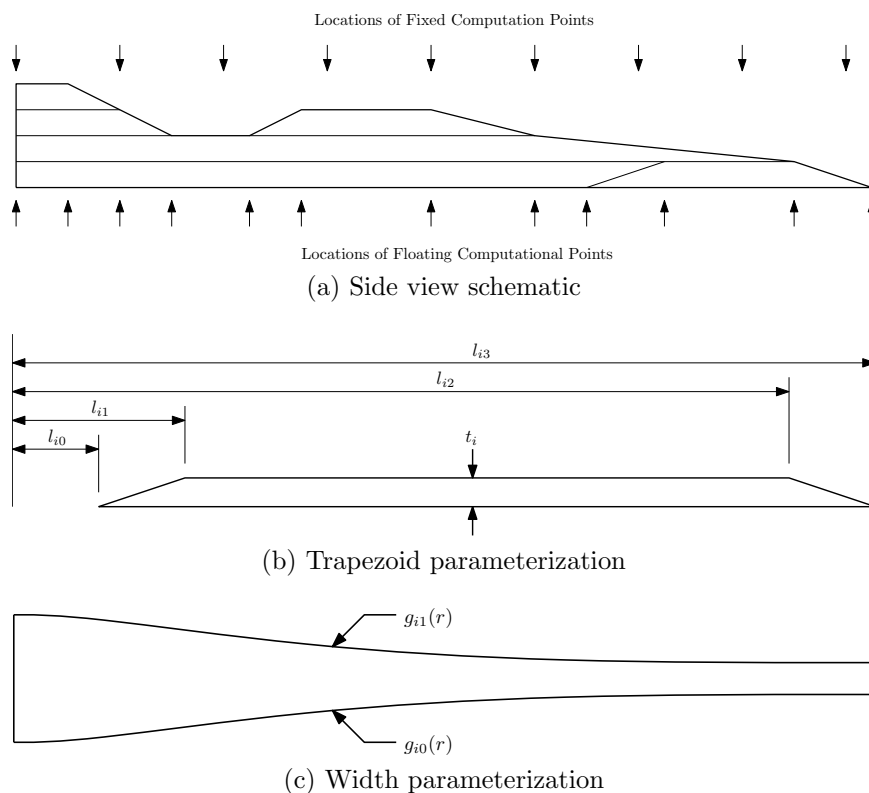 Locations of Fixed Computation Points
Locations of Floating Computational Points
(a) Side view schematic
l_{i3}
l_{i2}
l_{i1}
l_{i0}
t_i
(b) Trapezoid parameterization
g_{i1}(r)
g_{i0}(r)
(c) Width parameterization